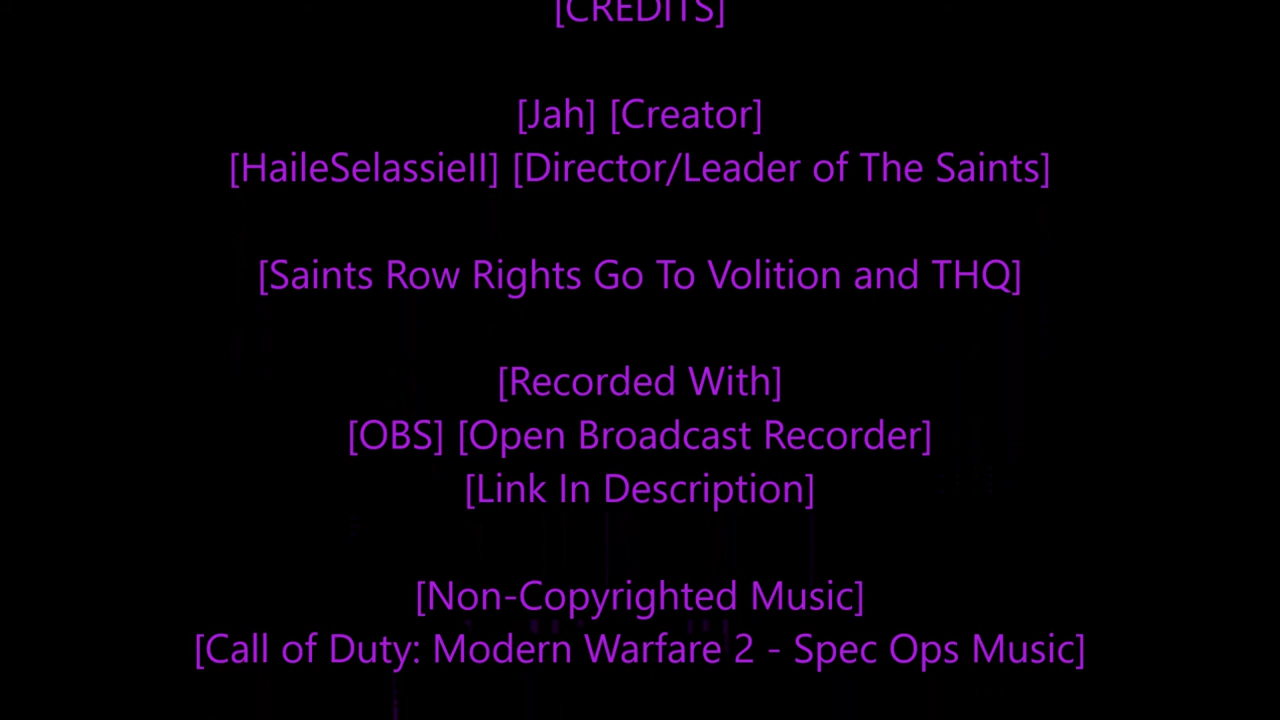 [CREDITS]
[Jah] [Creator]
[HaileSelassieII] [Director/Leader of The Saints]
[Saints Row Rights Go To Volition and THQ]
[Recorded With]
[OBS] [Open Broadcast Recorder]
[Link In Description]
[Non-Copyrighted Music]
[Call of Duty: Modern Warfare 2 - Spec Ops Music]